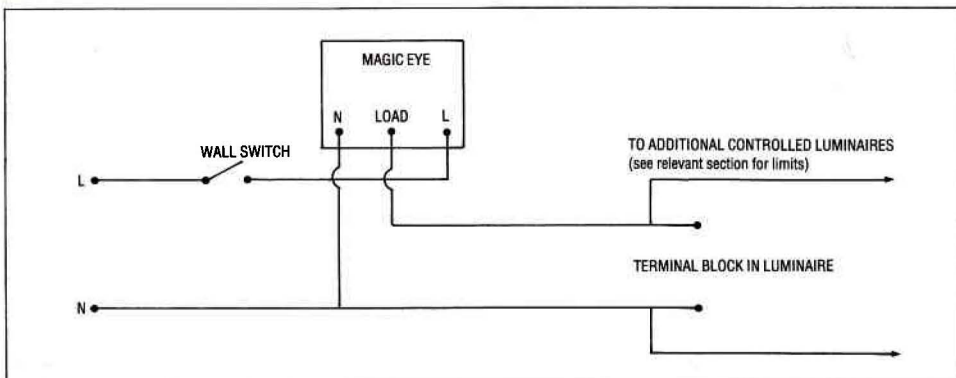 MAGIC EYE
N LOAD L
WALL SWITCH
TO ADDITIONAL CONTROLLED LUMINAIRES
(see relevant section for limits)
L
TERMINAL BLOCK IN LUMINAIRE
N